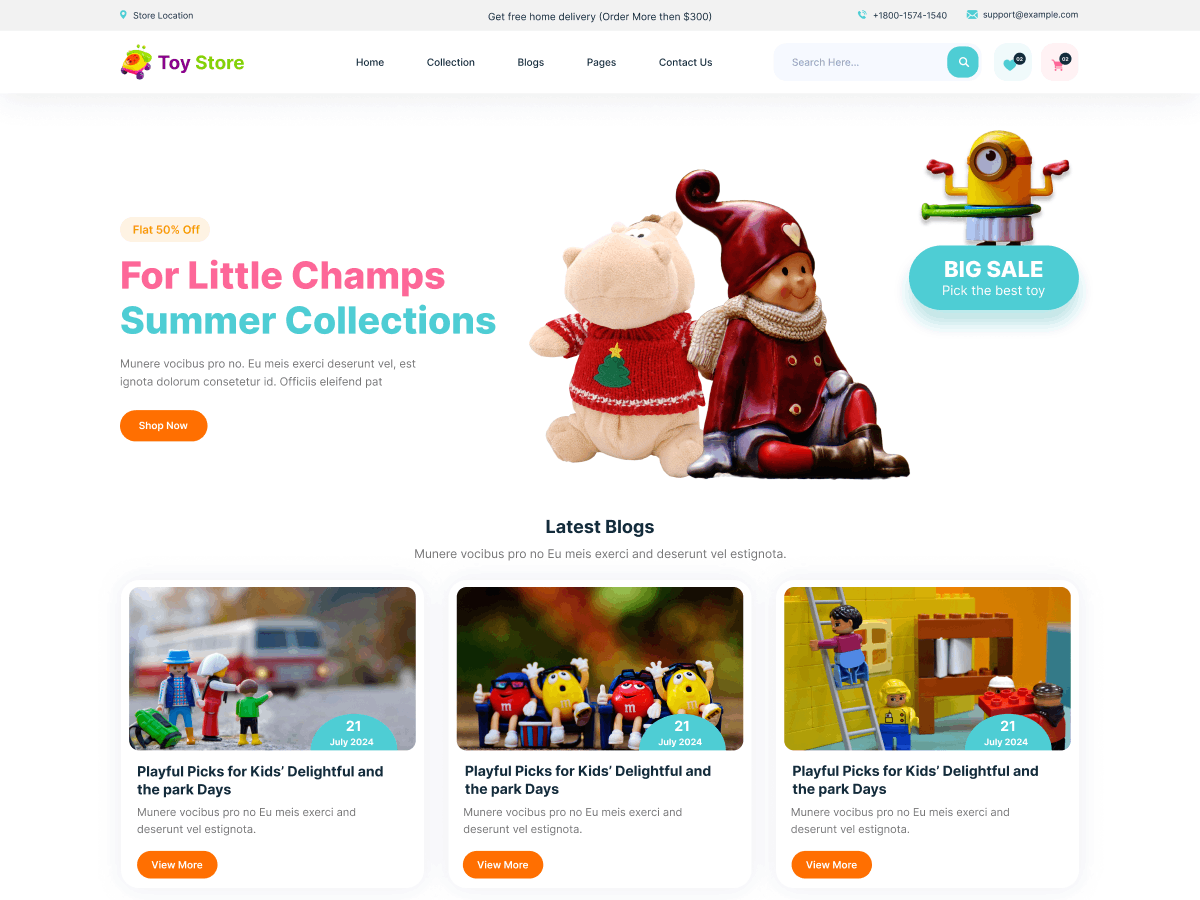 Store Location
Get free home delivery (Order More then $300)
+1800-1574-1540
support@example.com
Toy Store
Home
Collection
Blogs
Pages
Contact Us
Search Here...
02
02
Flat 50% Off
For Little Champs
Summer Collections
Munere vocibus pro no. Eu meis exerci deserunt vel, est
ignota dolorum consetetur id. Officiis eleifend pat
Shop Now
BIG SALE
Pick the best toy
Latest Blogs
Munere vocibus pro no Eu meis exerci and deserunt vel estignota.
21
July 2024
Playful Picks for Kids’ Delightful and
the park Days
Munere vocibus pro no Eu meis exerci and
deserunt vel estignota.
View More
m
m
21
July 2024
Playful Picks for Kids’ Delightful and
the park Days
Munere vocibus pro no Eu meis exerci and
deserunt vel estignota.
View More
21
July 2024
Playful Picks for Kids’ Delightful and
the park Days
Munere vocibus pro no Eu meis exerci and
deserunt vel estignota.
View More